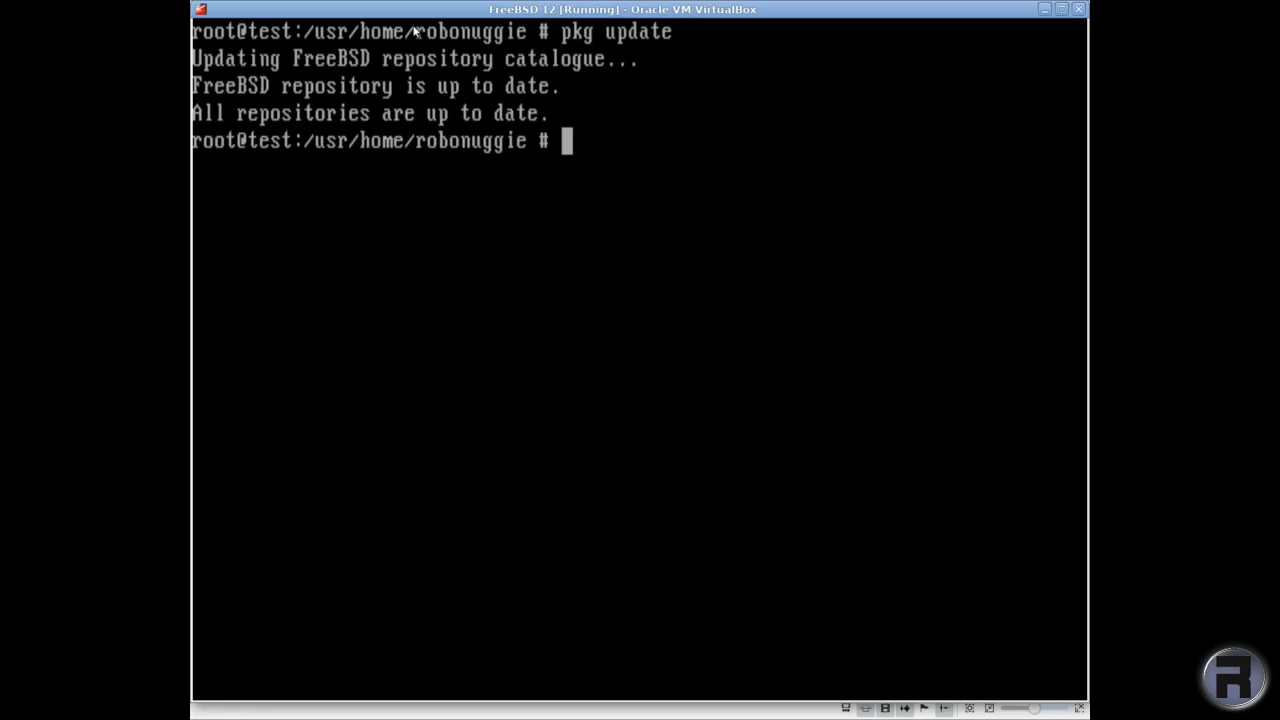 FreeBSD 12 [Running] - Oracle VM VirtualBox
root@test:/usr/home/robonuggie # pkg update
Updating FreeBSD repository catalogue...
FreeBSD repository is up to date.
All repositories are up to date.
root@test:/usr/home/robonuggie #
R